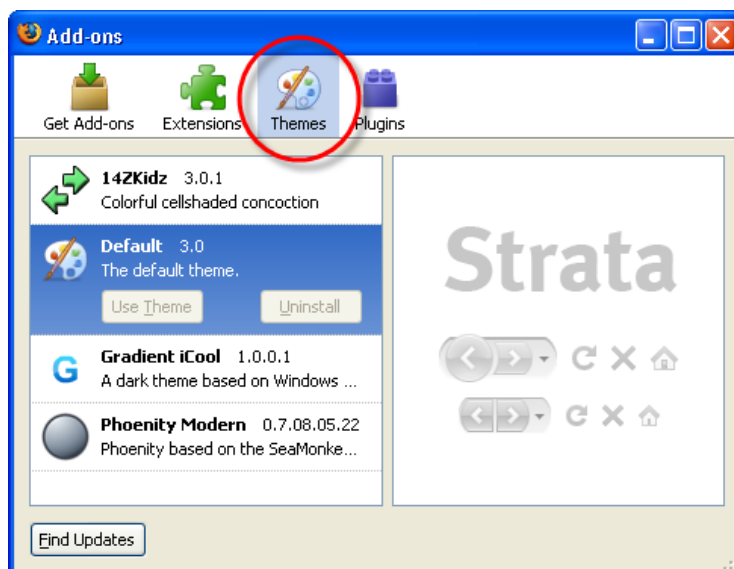 Add-ons
Get Add-ons Extensions Themes Plugins
14ZKidz 3.0.1
Colorful cellshaded concoction
Default 3.0
The default theme.
Use Theme Uninstall
Gradient iCool 1.0.0.1
A dark theme based on Windows ...
Phoenity Modern 0.7.08.05.22
Phoenity based on the SeaMonke...
Strata
Find Updates